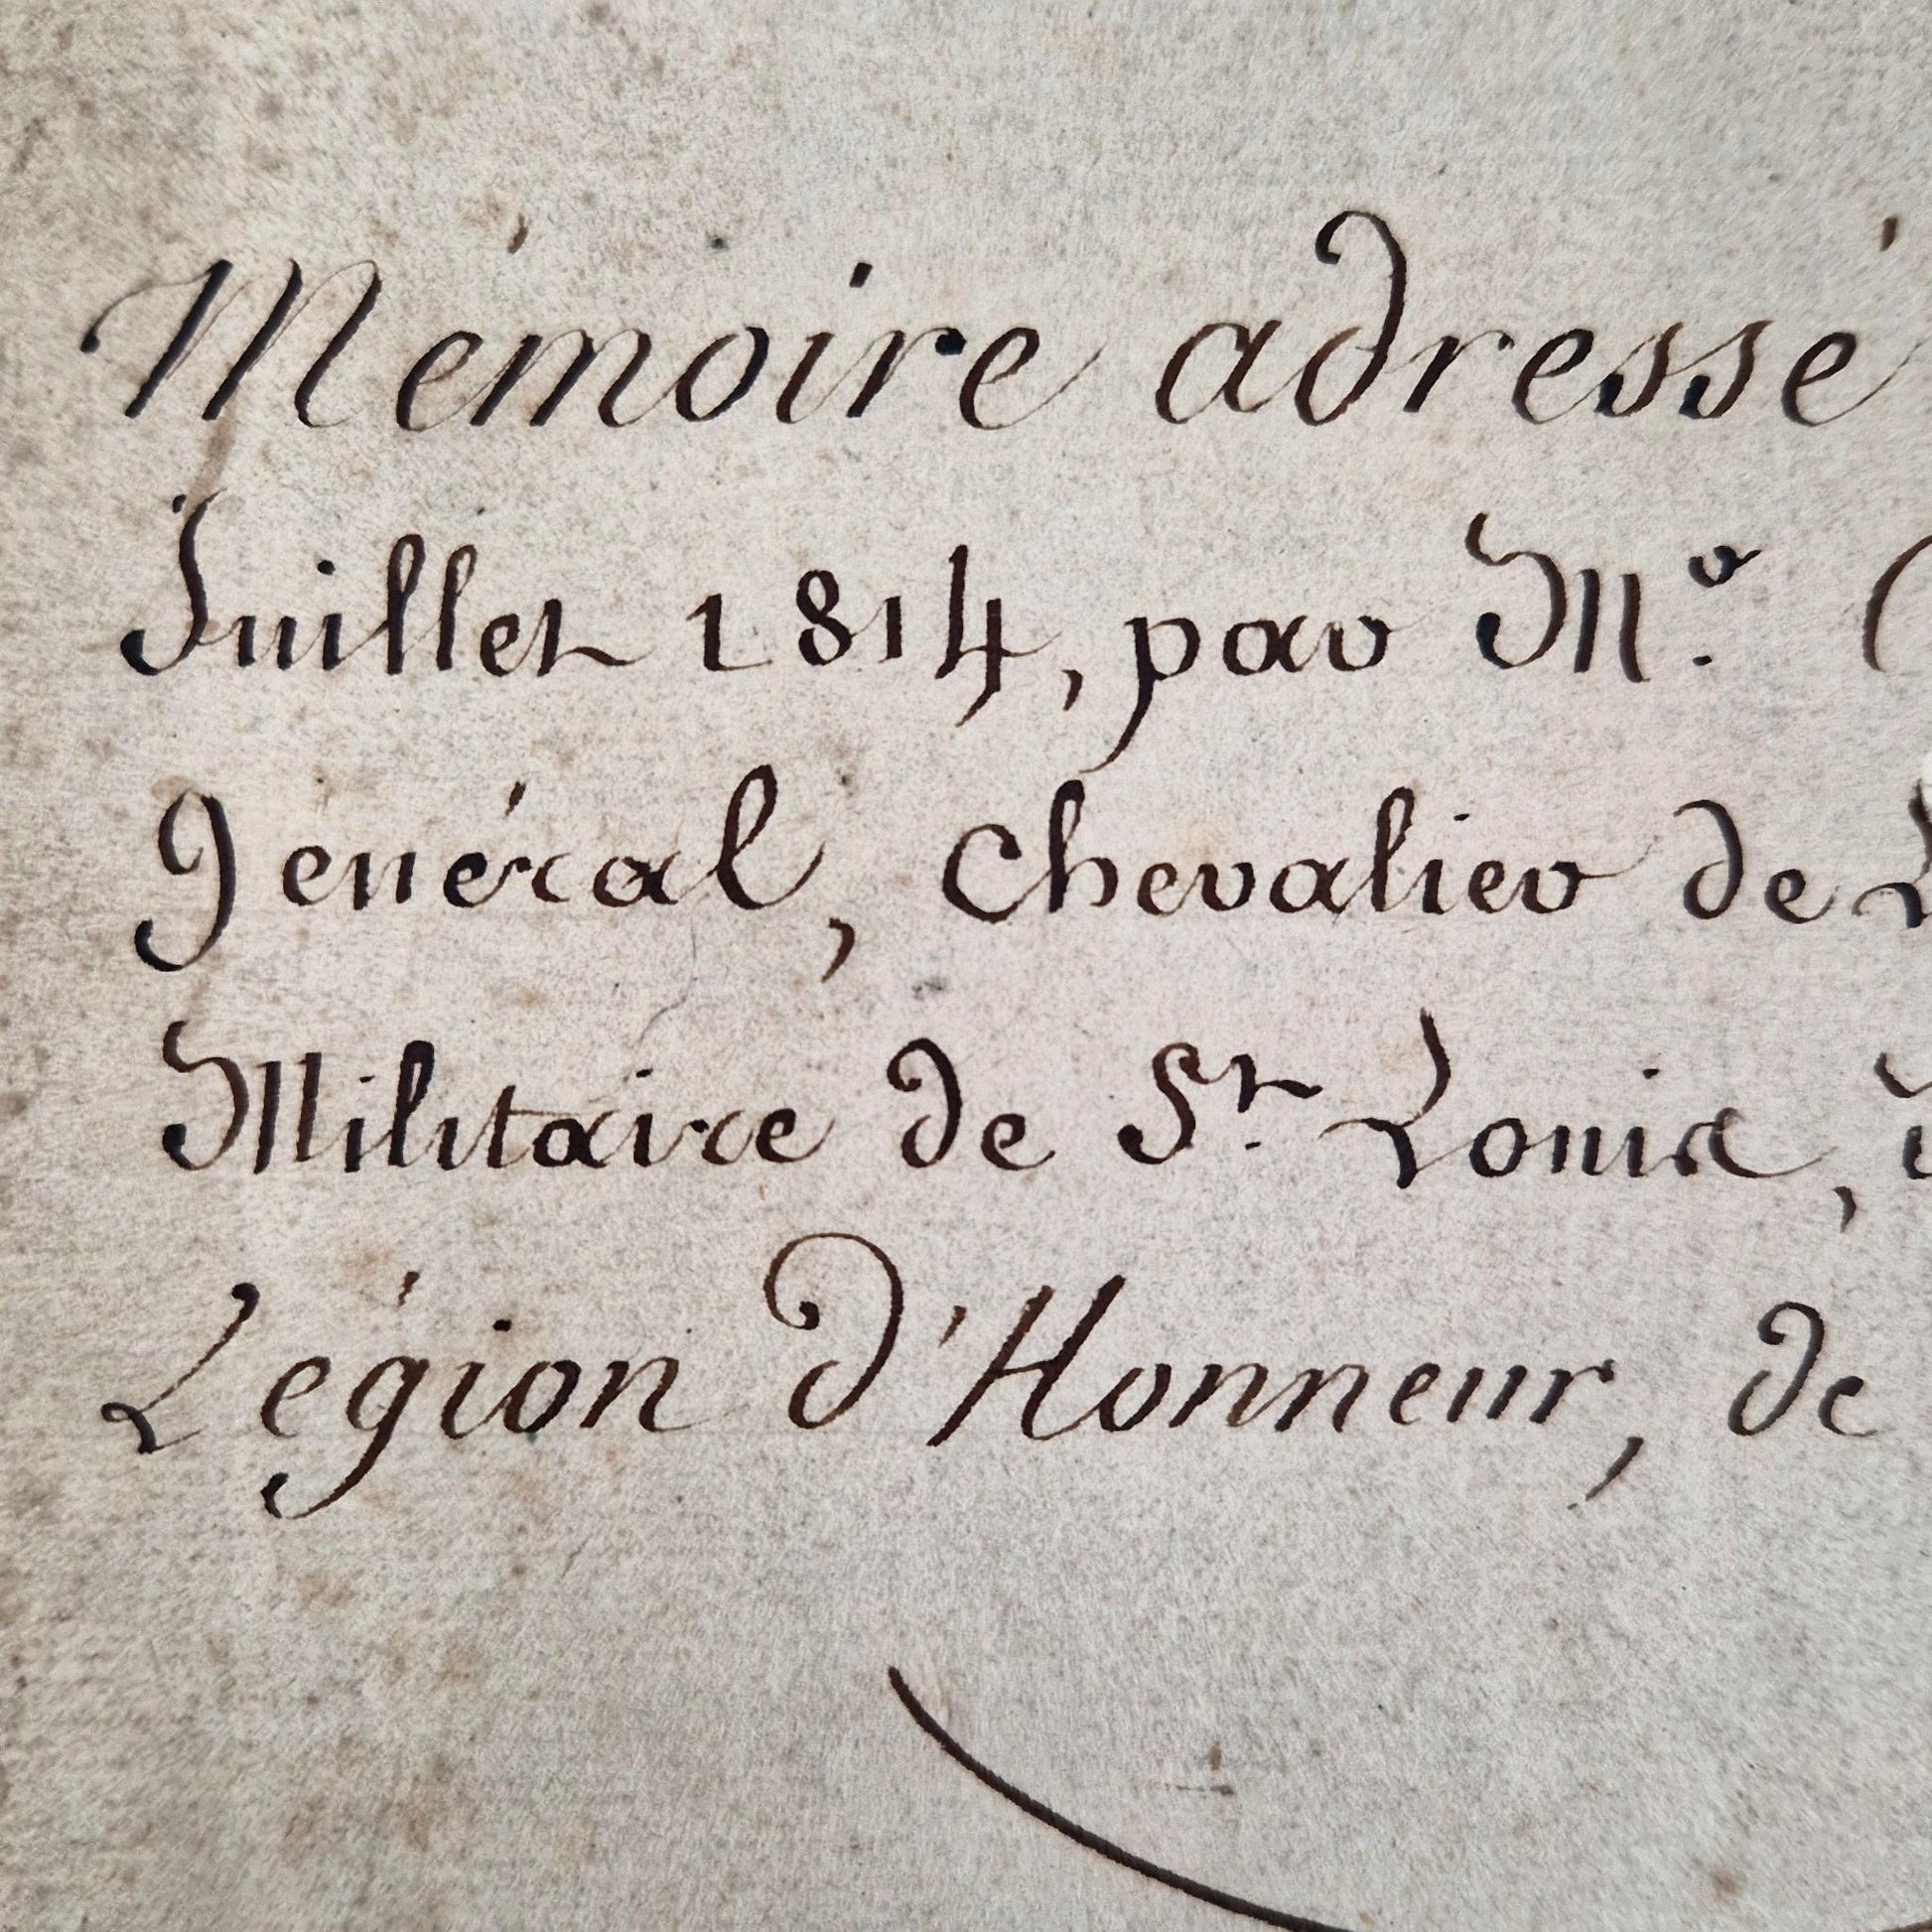 Mémoire adressé
Juillet 1814, par Mr.
général, Chevalier de
Militaire de St. Louis,
Légion d'Honneur, de